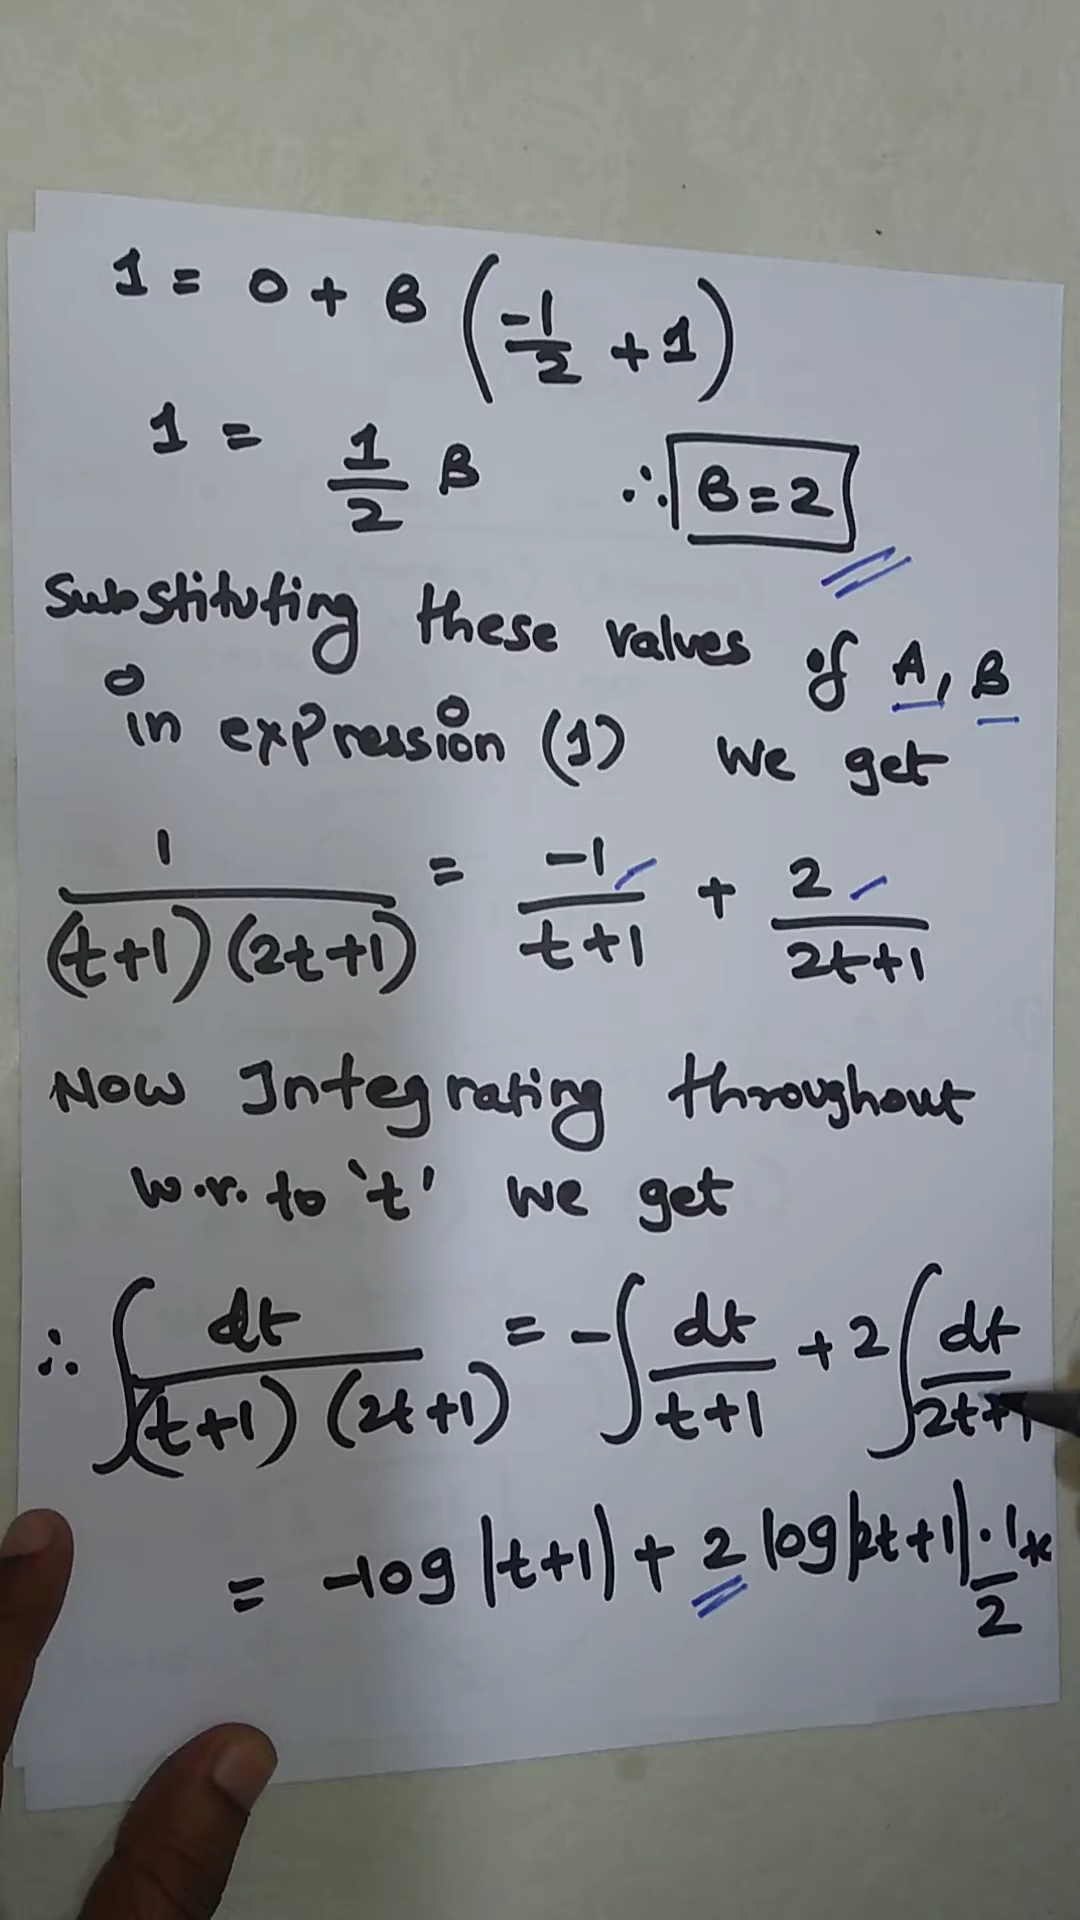 1 = 0 + B (-1/2 + 1)
1 = 1/2 B ∴ B = 2
Substituting these values of A, B
in expression (1) we get
1/((t+1)(2t+1)) = -1/(t+1) + 2/(2t+1)
Now Integrating throughout
w.r. to 't' we get
∴ ∫ dt/((t+1)(2t+1)) = -∫ dt/(t+1) + 2∫ dt/(2t+1)
= -log|t+1| + 2 log|2t+1| · 1/2